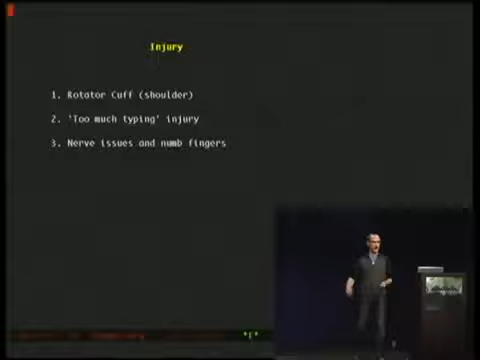 Injury
1. Rotator Cuff (shoulder)
2. 'Too much typing' injury
3. Nerve issues and numb fingers